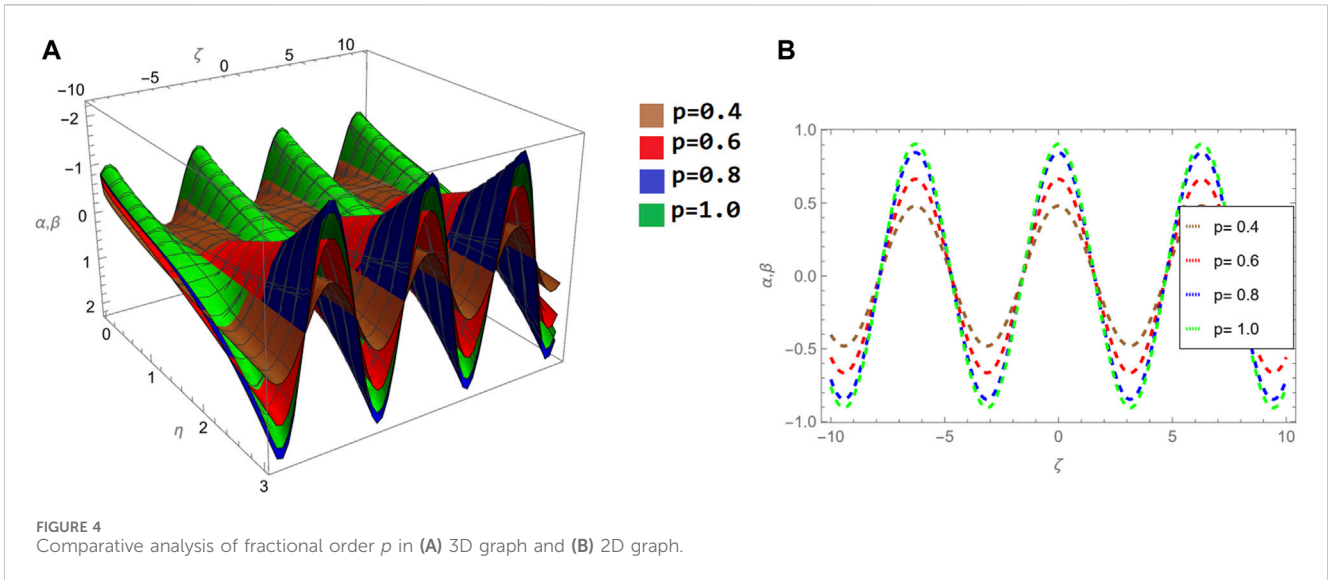 A
ζ
-10
-5
0
5
10
-2
-1
0
1
2
α,β
0
1
2
3
η
p=0.4
p=0.6
p=0.8
p=1.0
B
1.0
0.5
0.0
-0.5
-1.0
α,β
-10
-5
0
5
10
ζ
p= 0.4
p= 0.6
p= 0.8
p= 1.0
FIGURE 4
Comparative analysis of fractional order p in (A) 3D graph and (B) 2D graph.